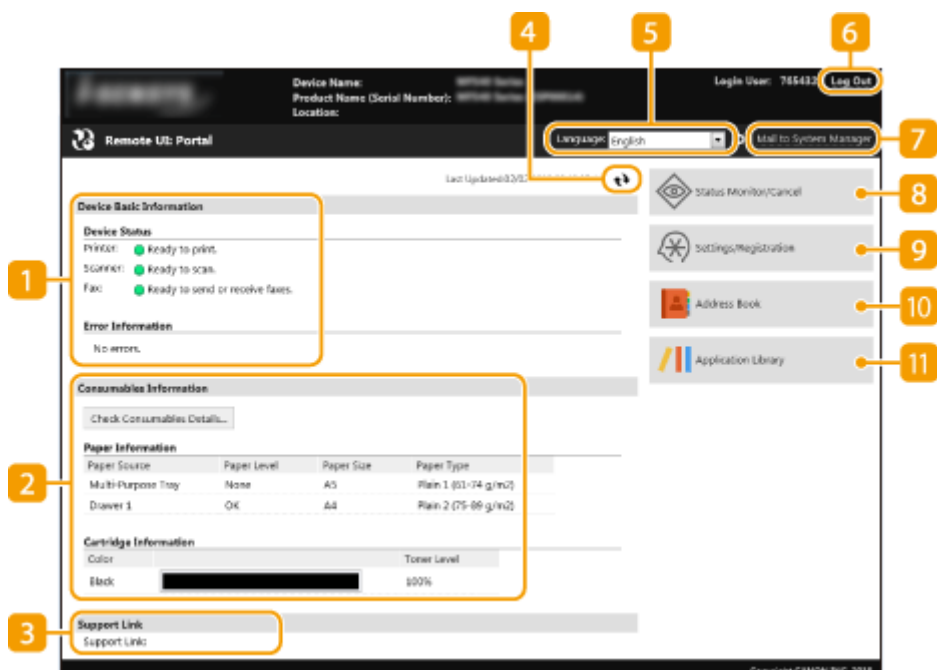 4 5 6
Device Name:
Login User: 765432 Log Out
Product Name (Serial Number):
Location:
Remote UI: Portal
Language: English
Mail to System Manager
7
Last Updated:02/02/
Status Monitor/Cancel
8
Device Basic Information
Device Status
Printer: Ready to print.
Scanner: Ready to scan.
Fax: Ready to send or receive faxes.
1
Settings/Registration
9
Address Book
10
Error Information
No errors.
Application Library
11
Consumables Information
Check Consumables Details...
Paper Information
Paper Source Paper Level Paper Size Paper Type
2
Multi-Purpose Tray None A5 Plain 1 (61-74 g/m2)
Drawer 1 OK A4 Plain 2 (75-89 g/m2)
Cartridge Information
Color Toner Level
Black 100%
3
Support Link
Support Link: